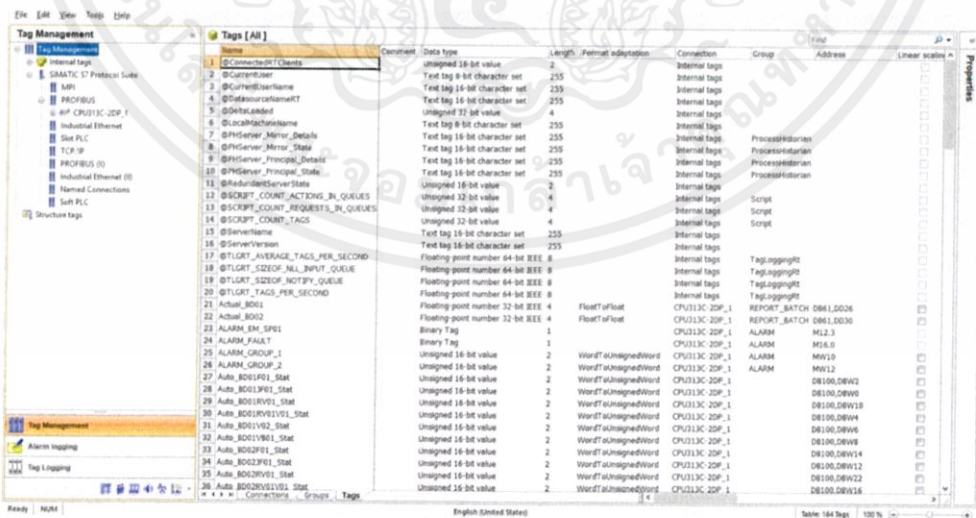 File Edit View Tools Help
Tag Management
Tag Management
Internal tags
SIMATIC S7 Protocol Suite
MPI
PROFIBUS
CPU313C-2DP_1
Industrial Ethernet
Slot PLC
TCP/IP
PROFIBUS (II)
Industrial Ethernet (II)
Named Connections
Soft PLC
Structure tags
Tag Management
Alarm logging
Tag Logging
Tags [ All ]
Find
Properties
Name Comment Data type Length Format adaptation Connection Group Address Linear scaling
1 @ConnectedRTClients Unsigned 16-bit value 2 Internal tags
2 @CurrentUser Text tag 8-bit character set 255 Internal tags
3 @CurrentUserName Text tag 16-bit character set 255 Internal tags
4 @DatasourceNameRT Text tag 16-bit character set 255 Internal tags
5 @DeltaLoaded Unsigned 32-bit value 4 Internal tags
6 @LocalMachineName Text tag 8-bit character set 255 Internal tags
7 @PHServer_Mirror_Details Text tag 16-bit character set 255 Internal tags ProcessHistorian
8 @PHServer_Mirror_State Text tag 16-bit character set 255 Internal tags ProcessHistorian
9 @PHServer_Principal_Details Text tag 16-bit character set 255 Internal tags ProcessHistorian
10 @PHServer_Principal_State Text tag 16-bit character set 255 Internal tags ProcessHistorian
11 @RedundantServerState Unsigned 16-bit value 2 Internal tags
12 @SCRIPT_COUNT_ACTIONS_IN_QUEUES Unsigned 32-bit value 4 Internal tags Script
13 @SCRIPT_COUNT_REQUESTS_IN_QUEUES Unsigned 32-bit value 4 Internal tags Script
14 @SCRIPT_COUNT_TAGS Unsigned 32-bit value 4 Internal tags Script
15 @ServerName Text tag 16-bit character set 255 Internal tags
16 @ServerVersion Text tag 16-bit character set 255 Internal tags
17 @TLGRT_AVERAGE_TAGS_PER_SECOND Floating-point number 64-bit IEEE 8 Internal tags TagLoggingRt
18 @TLGRT_SIZEOF_NLL_INPUT_QUEUE Floating-point number 64-bit IEEE 8 Internal tags TagLoggingRt
19 @TLGRT_SIZEOF_NOTIFY_QUEUE Floating-point number 64-bit IEEE 8 Internal tags TagLoggingRt
20 @TLGRT_TAGS_PER_SECOND Floating-point number 64-bit IEEE 8 Internal tags TagLoggingRt
21 Actual_BD01 Floating-point number 32-bit IEEE 4 FloatToFloat CPU313C-2DP_1 REPORT_BATCH DB61,DD26
22 Actual_BD02 Floating-point number 32-bit IEEE 4 FloatToFloat CPU313C-2DP_1 REPORT_BATCH DB61,DD30
23 ALARM_EM_SP01 Binary Tag 1 CPU313C-2DP_1 ALARM M12.3
24 ALARM_FAULT Binary Tag 1 CPU313C-2DP_1 ALARM M16.0
25 ALARM_GROUP_1 Unsigned 16-bit value 2 WordToUnsignedWord CPU313C-2DP_1 ALARM MW10
26 ALARM_GROUP_2 Unsigned 16-bit value 2 WordToUnsignedWord CPU313C-2DP_1 ALARM MW12
27 Auto_BD01F01_Stat Unsigned 16-bit value 2 WordToUnsignedWord CPU313C-2DP_1 DB100,DBW2
28 Auto_BD013F01_Stat Unsigned 16-bit value 2 WordToUnsignedWord CPU313C-2DP_1 DB100,DBW0
29 Auto_BD01RV01_Stat Unsigned 16-bit value 2 WordToUnsignedWord CPU313C-2DP_1 DB100,DBW10
30 Auto_BD01RV01V01_Stat Unsigned 16-bit value 2 WordToUnsignedWord CPU313C-2DP_1 DB100,DBW4
31 Auto_BD01V02_Stat Unsigned 16-bit value 2 WordToUnsignedWord CPU313C-2DP_1 DB100,DBW6
32 Auto_BD01VB01_Stat Unsigned 16-bit value 2 WordToUnsignedWord CPU313C-2DP_1 DB100,DBW8
33 Auto_BD02F01_Stat Unsigned 16-bit value 2 WordToUnsignedWord CPU313C-2DP_1 DB100,DBW14
34 Auto_BD023F01_Stat Unsigned 16-bit value 2 WordToUnsignedWord CPU313C-2DP_1 DB100,DBW12
35 Auto_BD02RV01_Stat Unsigned 16-bit value 2 WordToUnsignedWord CPU313C-2DP_1 DB100,DBW22
36 Auto_BD02RV01V01_Stat Unsigned 16-bit value 2 WordToUnsignedWord CPU313C-2DP_1 DB100,DBW16
Connections Groups Tags
Ready NUM English (United States) Table: 164 Tags 100 %